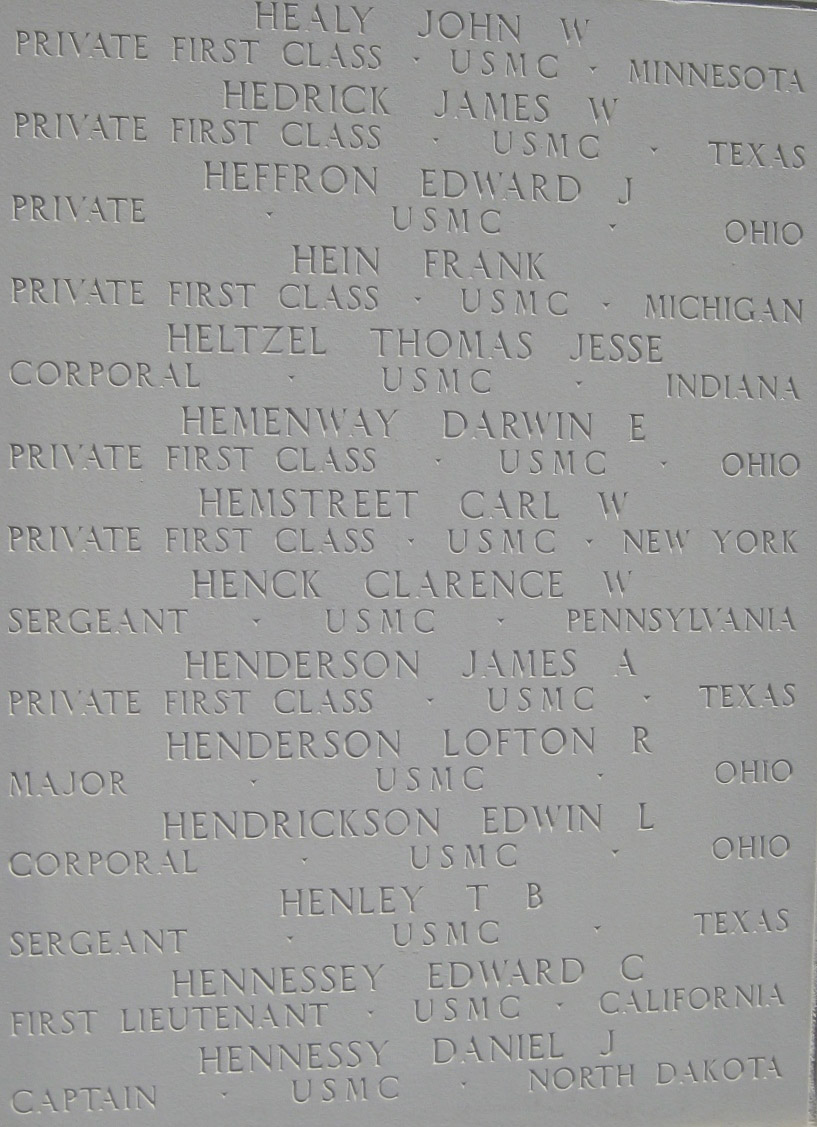 HEALY JOHN W
PRIVATE FIRST CLASS · USMC · MINNESOTA
HEDRICK JAMES W
PRIVATE FIRST CLASS · USMC · TEXAS
HEFFRON EDWARD J
PRIVATE · USMC · OHIO
HEIN FRANK
PRIVATE FIRST CLASS · USMC · MICHIGAN
HELTZEL THOMAS JESSE
CORPORAL · USMC · INDIANA
HEMENWAY DARWIN E
PRIVATE FIRST CLASS · USMC · OHIO
HEMSTREET CARL W
PRIVATE FIRST CLASS · USMC · NEW YORK
HENCK CLARENCE W
SERGEANT · USMC · PENNSYLVANIA
HENDERSON JAMES A
PRIVATE FIRST CLASS · USMC · TEXAS
HENDERSON LOFTON R
MAJOR · USMC · OHIO
HENDRICKSON EDWIN L
CORPORAL · USMC · OHIO
HENLEY T B
SERGEANT · USMC · TEXAS
HENNESSEY EDWARD C
FIRST LIEUTENANT · USMC · CALIFORNIA
HENNESSY DANIEL J
CAPTAIN · USMC · NORTH DAKOTA